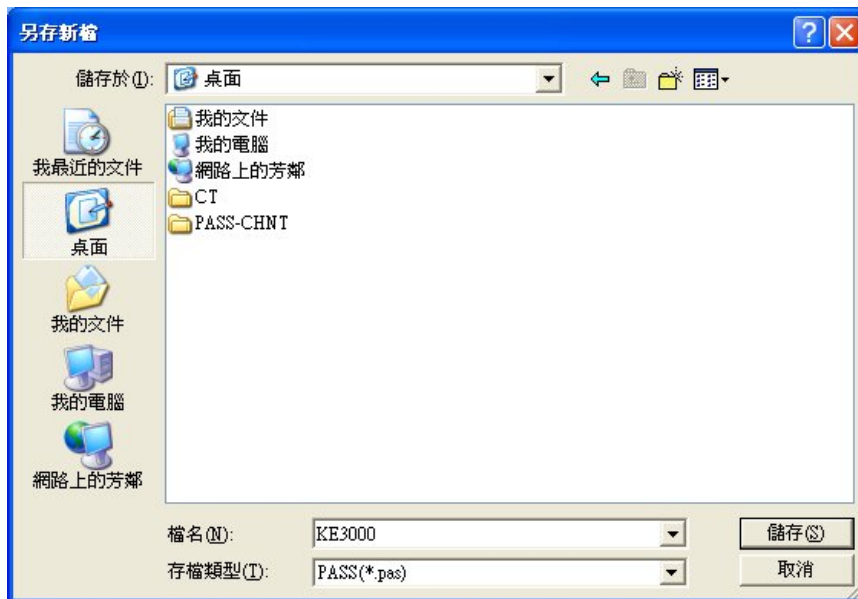 另存新檔
儲存於(I):
桌面
我最近的文件
桌面
我的文件
我的電腦
網路上的芳鄰
我的文件
我的電腦
網路上的芳鄰
CT
PASS-CHNT
檔名(N):
KE3000
儲存(S)
存檔類型(T):
PASS(*.pas)
取消